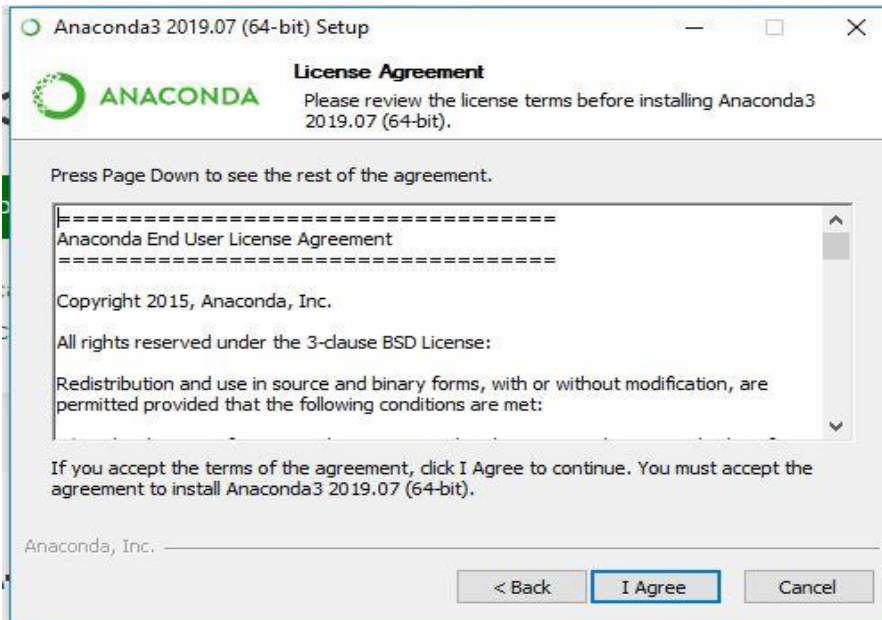 Anaconda3 2019.07 (64-bit) Setup
ANACONDA
License Agreement
Please review the license terms before installing Anaconda3
2019.07 (64-bit).
Press Page Down to see the rest of the agreement.
===================================
Anaconda End User License Agreement
===================================
Copyright 2015, Anaconda, Inc.
All rights reserved under the 3-clause BSD License:
Redistribution and use in source and binary forms, with or without modification, are
permitted provided that the following conditions are met:
If you accept the terms of the agreement, click I Agree to continue. You must accept the
agreement to install Anaconda3 2019.07 (64-bit).
Anaconda, Inc.
< Back
I Agree
Cancel